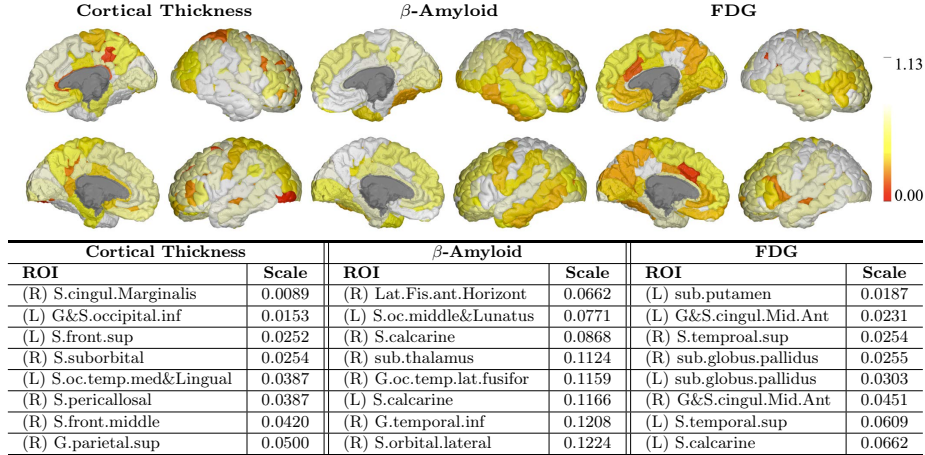 Cortical Thickness β-Amyloid FDG
1.13
0.00
Cortical Thickness β-Amyloid FDG
ROI Scale ROI Scale ROI Scale
(R) S.cingul.Marginalis 0.0089 (R) Lat.Fis.ant.Horizont 0.0662 (L) sub.putamen 0.0187
(L) G&S.occipital.inf 0.0153 (L) S.oc.middle&Lunatus 0.0771 (L) G&S.cingul.Mid.Ant 0.0231
(L) S.front.sup 0.0252 (R) S.calcarine 0.0868 (R) S.temproal.sup 0.0254
(R) S.suborbital 0.0254 (R) sub.thalamus 0.1124 (R) sub.globus.pallidus 0.0255
(L) S.oc.temp.med&Lingual 0.0387 (R) G.oc.temp.lat.fusifor 0.1159 (L) sub.globus.pallidus 0.0303
(R) S.pericallosal 0.0387 (L) S.calcarine 0.1166 (R) G&S.cingul.Mid.Ant 0.0451
(R) S.front.middle 0.0420 (R) G.temporal.inf 0.1208 (L) S.temporal.sup 0.0609
(R) G.parietal.sup 0.0500 (R) S.orbital.lateral 0.1224 (L) S.calcarine 0.0662